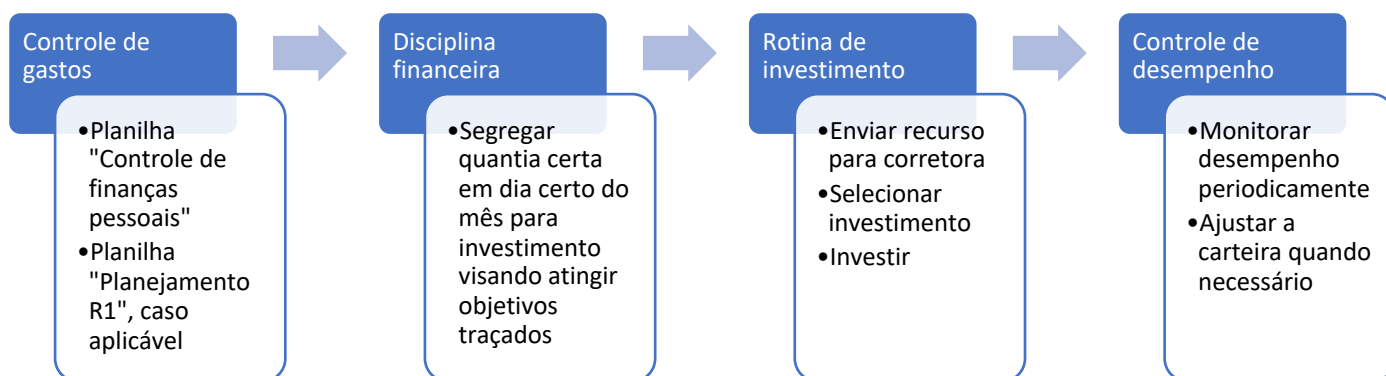 Controle de
gastos
•Planilha
"Controle de
finanças
pessoais"
•Planilha
"Planejamento
R1", caso
aplicável
Disciplina
financeira
•Segregar
quantia certa
em dia certo do
mês para
investimento
visando atingir
objetivos
traçados
Rotina de
investimento
•Enviar recurso
para corretora
•Selecionar
investimento
•Investir
Controle de
desempenho
•Monitorar
desempenho
periodicamente
•Ajustar a
carteira quando
necessário